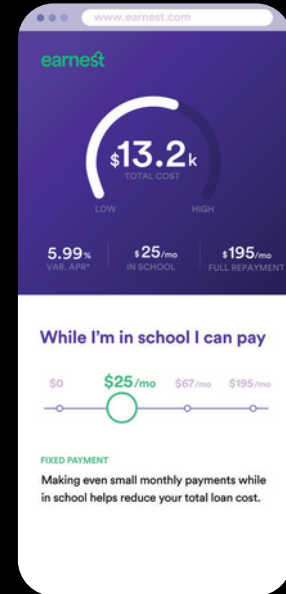 www.earnest.com
earnest
$13.2k
TOTAL COST
LOW HIGH
5.99% $25/mo $195/mo
VAR. APR* IN SCHOOL FULL REPAYMENT
While I'm in school I can pay
$0 $25/mo $67/mo $195/mo
FIXED PAYMENT
Making even small monthly payments while
in school helps reduce your total loan cost.